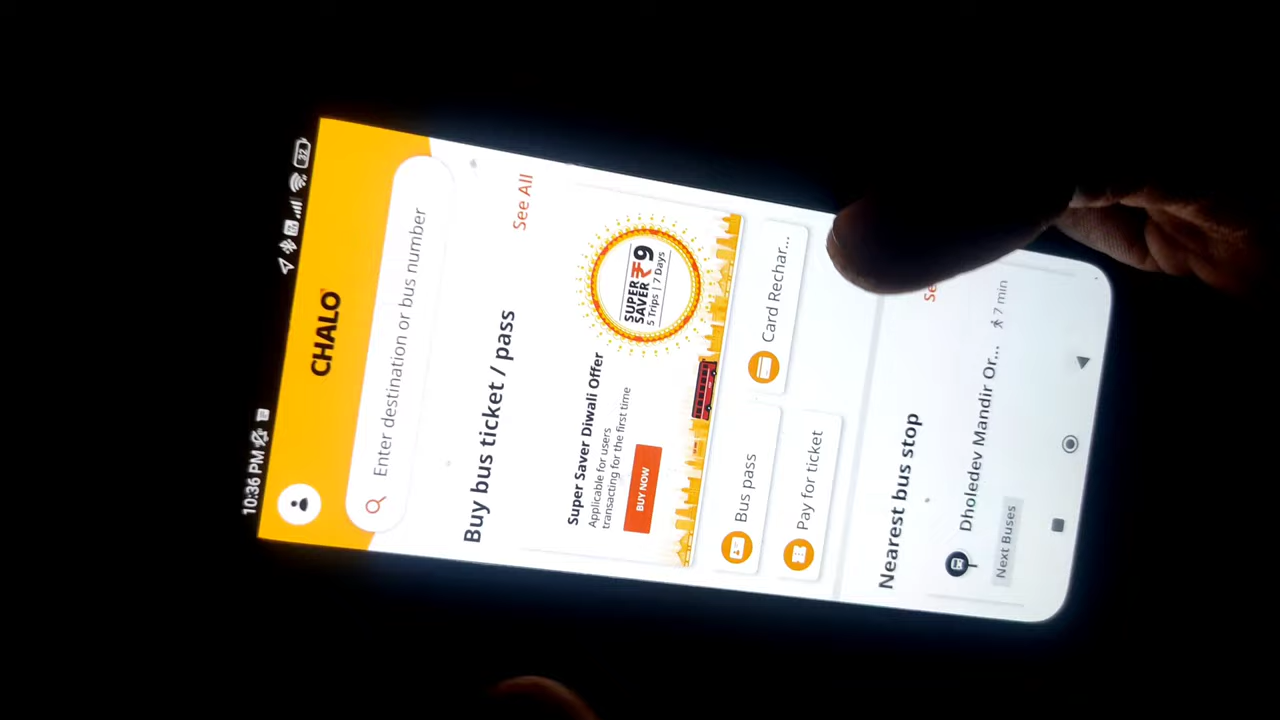 10:36 PM
32
CHALO
Enter destination or bus number
Buy bus ticket / pass
See All
Super Saver Diwali Offer
Applicable for users
transacting for the first time
BUY NOW
SUPER
SAVER ₹9
5 Trips | 7 Days
Bus pass
Card Rechar...
Pay for ticket
Nearest bus stop
Se
Dholedev Mandir Or...
7 min
Next Buses